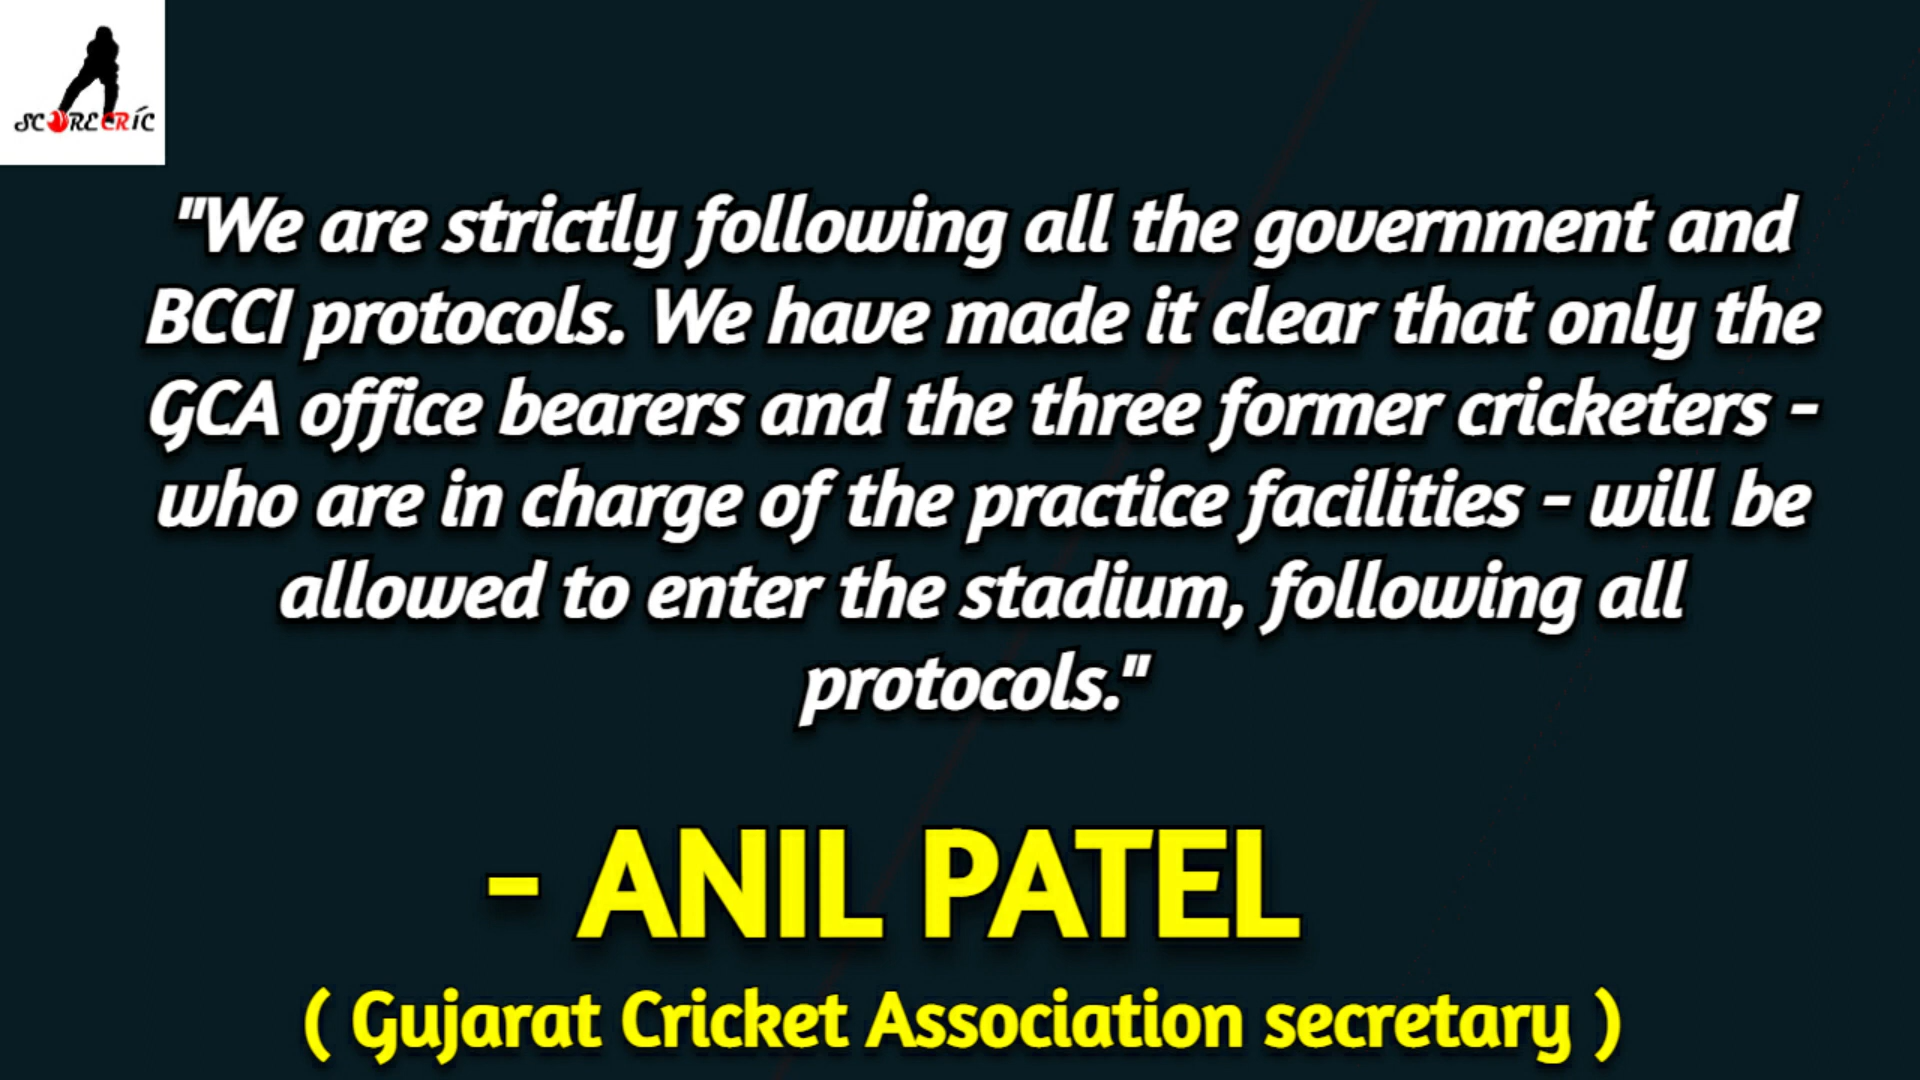 SCORECRIC
"We are strictly following all the government and
BCCI protocols. We have made it clear that only the
GCA office bearers and the three former cricketers -
who are in charge of the practice facilities - will be
allowed to enter the stadium, following all
protocols."
- ANIL PATEL
( Gujarat Cricket Association secretary )